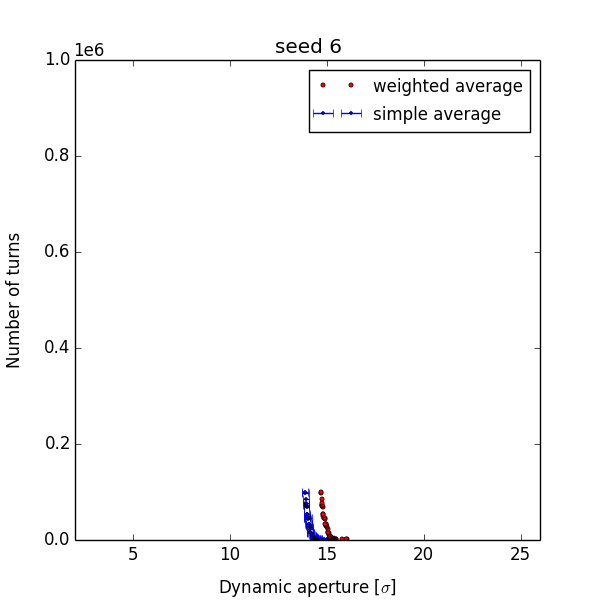 seed 6
1e6
1.0
0.8
0.6
0.4
0.2
0.0
Number of turns
weighted average
simple average
5 10 15 20 25
Dynamic aperture [σ]